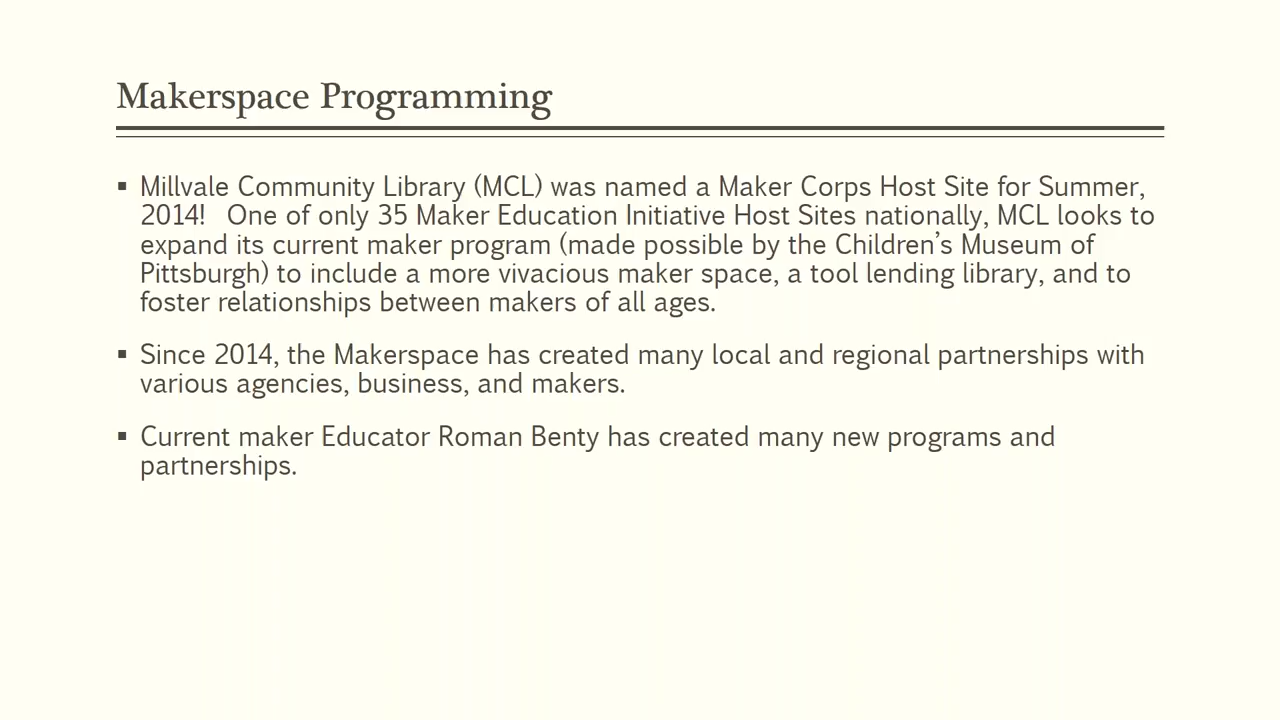 Makerspace Programming
▪ Millvale Community Library (MCL) was named a Maker Corps Host Site for Summer,
2014!   One of only 35 Maker Education Initiative Host Sites nationally, MCL looks to
expand its current maker program (made possible by the Children’s Museum of
Pittsburgh) to include a more vivacious maker space, a tool lending library, and to
foster relationships between makers of all ages.
▪ Since 2014, the Makerspace has created many local and regional partnerships with
various agencies, business, and makers.
▪ Current maker Educator Roman Benty has created many new programs and
partnerships.